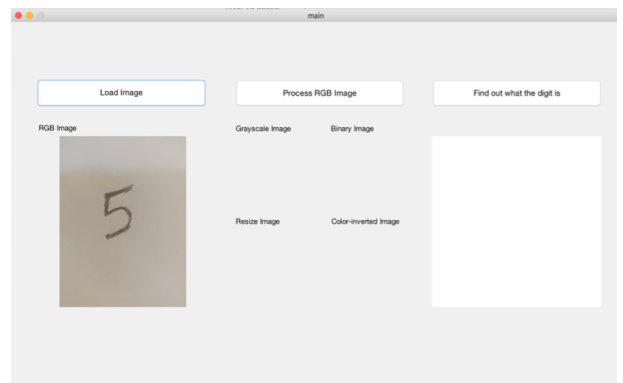 main
Load Image
Process RGB Image
Find out what the digit is
RGB Image
Grayscale Image
Binary Image
5
Resize Image
Color-inverted Image